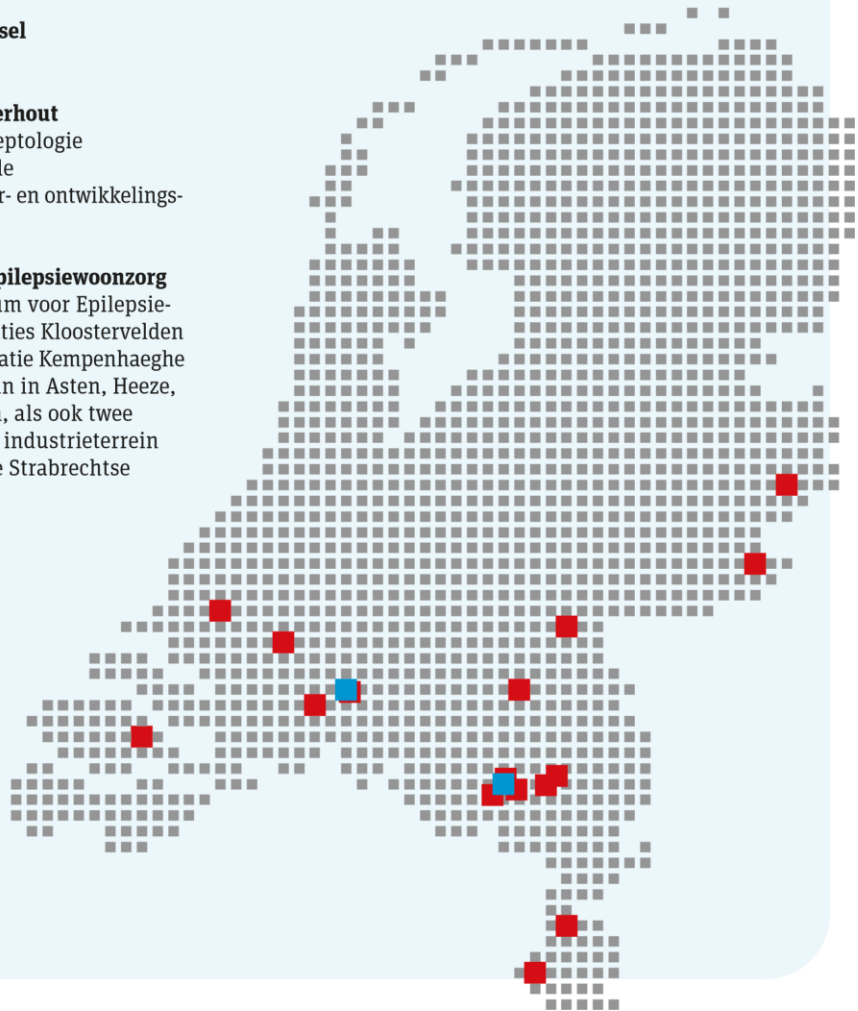 sel
erhout
eptologie
le
r- en ontwikkelings-
pilepsiewoonzorg
um voor Epilepsie-
ties Kloostervelden
atie Kempenhaeghe
n in Asten, Heeze,
, als ook twee
industrieterrein
e Strabrechtse